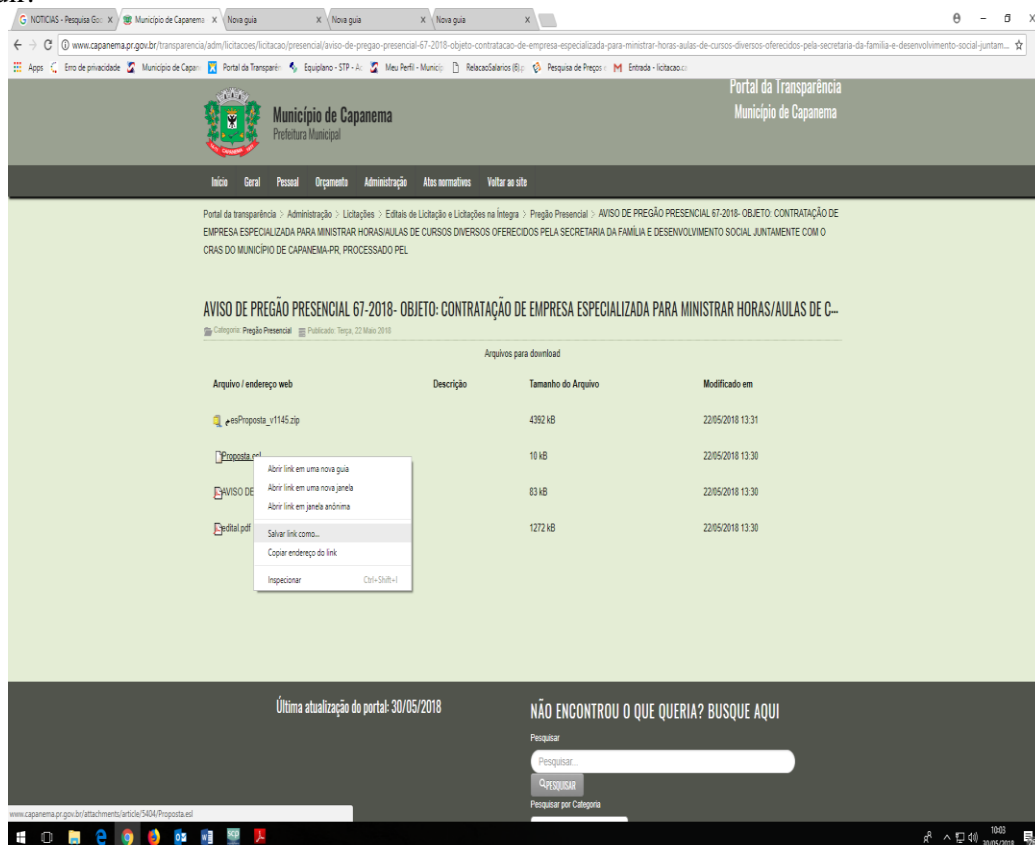 NOTICIAS - Pesquisa Goo X Município de Capanema X Nova guia X Nova guia X Nova guia X
www.capanema.pr.gov.br/transparencia/adm/licitacoes/licitacao/presencial/aviso-de-pregao-presencial-67-2018-objeto-contratacao-de-empresa-especializada-para-ministrar-horas-aulas-de-cursos-diversos-oferecidos-pela-secretaria-da-familia-e-desenvolvimento-social-juntam...
Apps Erro de privacidade Município de Capan Portal da Transparên Equiplano - STP - Ac Meu Perfil - Municíp RelacaoSalarios (6).p Pesquisa de Preços Entrada - licitacao.c
Portal da Transparência
Município de Capanema
Município de Capanema
Prefeitura Municipal
Início Geral Pessoal Orçamento Administração Atos normativos Voltar ao site
Portal da transparência > Administração > Licitações > Editais de Licitação e Licitações na Íntegra > Pregão Presencial > AVISO DE PREGÃO PRESENCIAL 67-2018- OBJETO: CONTRATAÇÃO DE
EMPRESA ESPECIALIZADA PARA MINISTRAR HORAS/AULAS DE CURSOS DIVERSOS OFERECIDOS PELA SECRETARIA DA FAMÍLIA E DESENVOLVIMENTO SOCIAL JUNTAMENTE COM O
CRAS DO MUNICÍPIO DE CAPANEMA-PR, PROCESSADO PEL
AVISO DE PREGÃO PRESENCIAL 67-2018- OBJETO: CONTRATAÇÃO DE EMPRESA ESPECIALIZADA PARA MINISTRAR HORAS/AULAS DE C...
Categoria: Pregão Presencial Publicado: Terça, 22 Maio 2018
Arquivos para download
Arquivo / endereço web Descrição Tamanho do Arquivo Modificado em
esProposta_v1145.zip 4392 kB 22/05/2018 13:31
Proposta.esl 10 kB 22/05/2018 13:30
AVISO DE 83 kB 22/05/2018 13:30
edital.pdf 1272 kB 22/05/2018 13:30
Abrir link em uma nova guia
Abrir link em uma nova janela
Abrir link em janela anônima
Salvar link como...
Copiar endereço do link
Inspecionar Ctrl+Shift+I
Última atualização do portal: 30/05/2018
NÃO ENCONTROU O QUE QUERIA? BUSQUE AQUI
Pesquisar
Pesquisar...
PESQUISAR
Pesquisar por Categoria
www.capanema.pr.gov.br/attachments/article/5404/Proposta.esl
10:03
30/05/2018